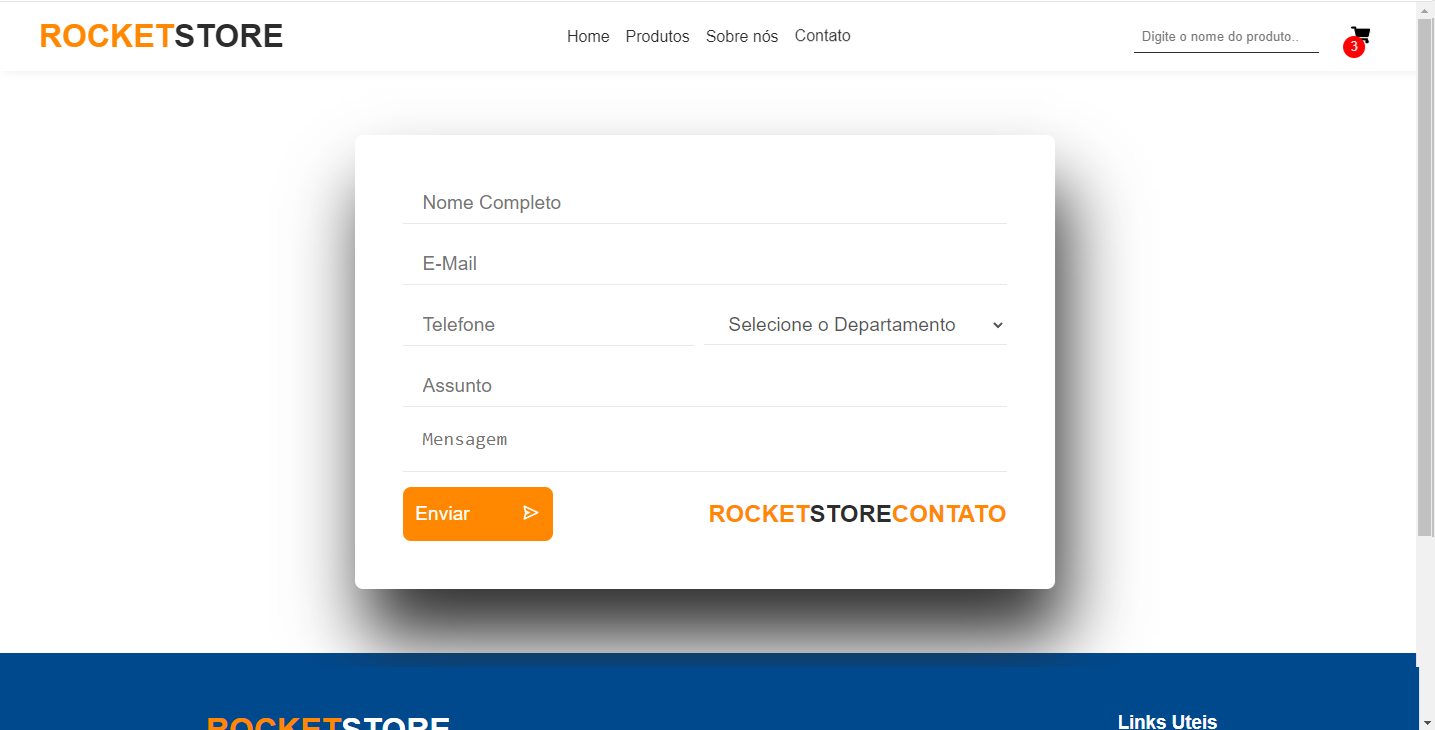 ROCKETSTORE
Home Produtos Sobre nós Contato
Digite o nome do produto..
3
Nome Completo
E-Mail
Telefone
Selecione o Departamento
Assunto
Mensagem
Enviar
ROCKETSTORECONTATO
ROCKETSTORE
Links Uteis